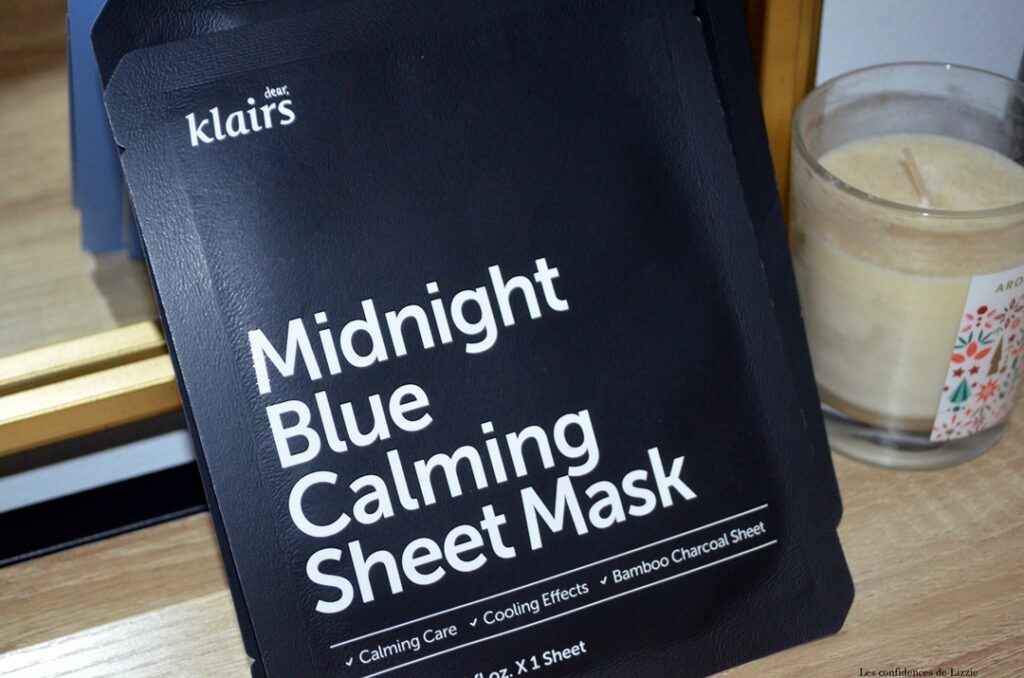 dear,
klairs
Midnight
Blue
Calming
Sheet Mask
✓ Calming Care ✓ Cooling Effects ✓ Bamboo Charcoal Sheet
fl.oz. X 1 Sheet
Les confidences de Lizzie